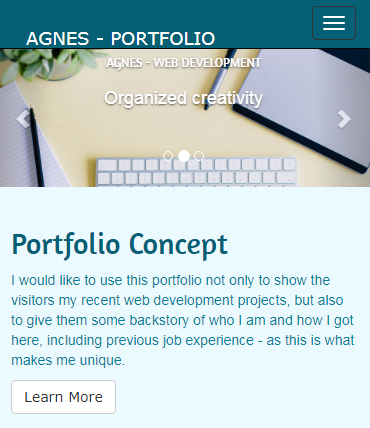 AGNES - PORTFOLIO
AGNES - WEB DEVELOPMENT
Organized creativity
Portfolio Concept
I would like to use this portfolio not only to show the
visitors my recent web development projects, but also
to give them some backstory of who I am and how I got
here, including previous job experience - as this is what
makes me unique.
Learn More